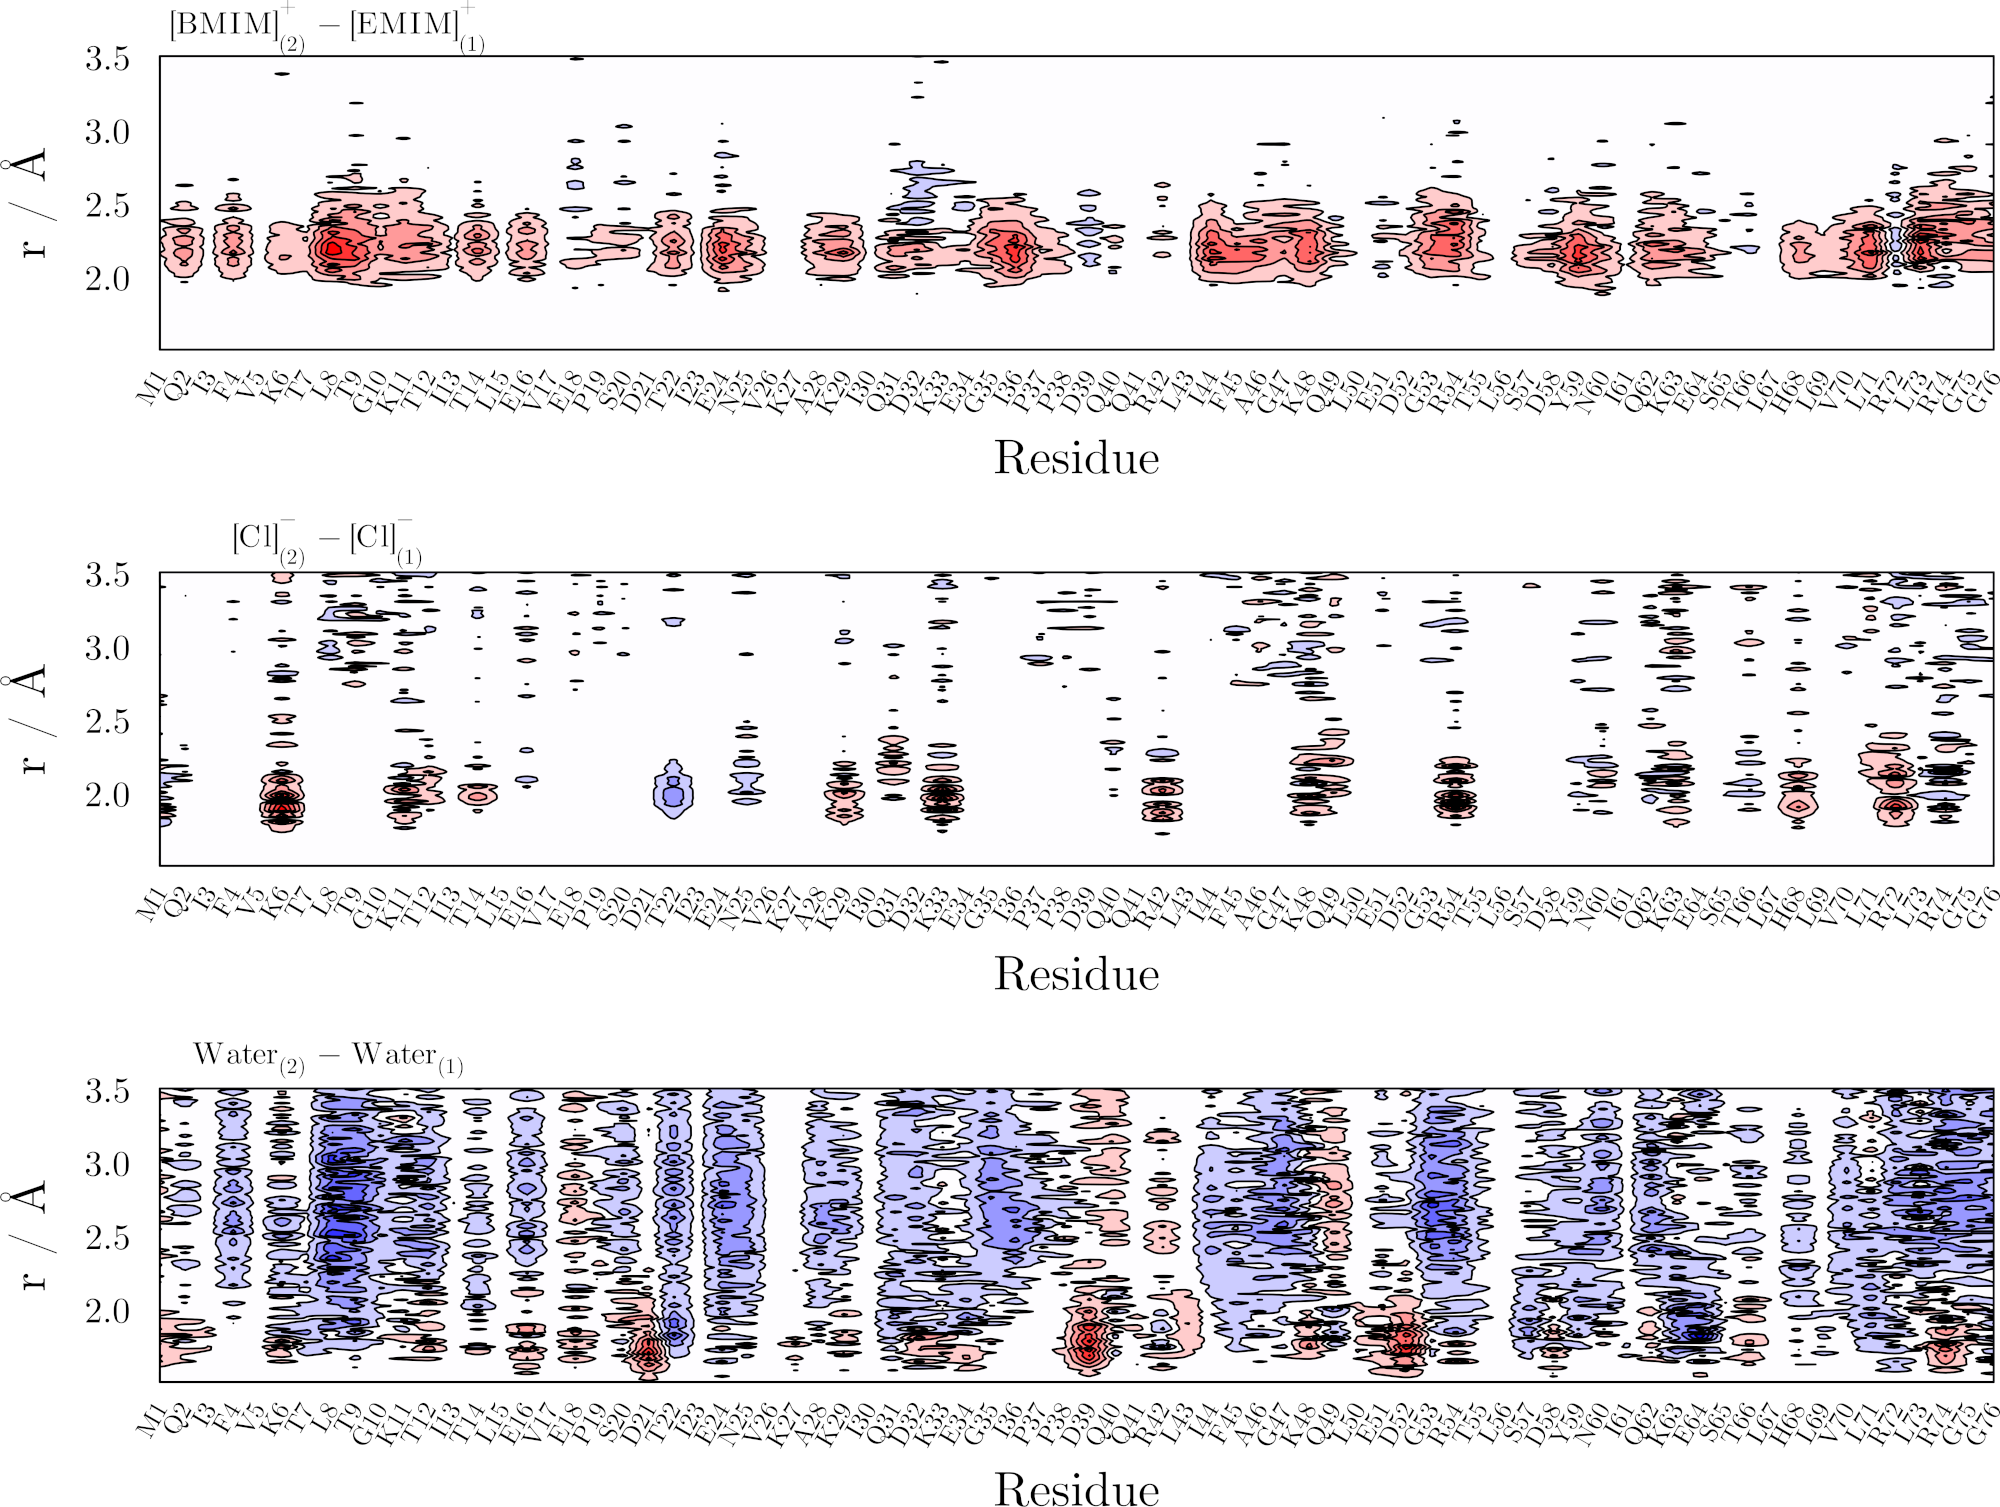 [BMIM]⁺₍₂₎ − [EMIM]⁺₍₁₎
3.5
3.0
2.5
2.0
r / Å
M1 Q2 I3 F4 V5 K6 T7 L8 T9 G10 K11 T12 I13 T14 L15 E16 V17 E18 P19 S20 D21 T22 I23 E24 N25 V26 K27 A28 K29 I30 Q31 D32 K33 E34 G35 I36 P37 P38 D39 Q40 Q41 R42 L43 I44 F45 A46 G47 K48 Q49 L50 E51 D52 G53 R54 T55 L56 S57 D58 Y59 N60 I61 Q62 K63 E64 S65 T66 L67 H68 L69 V70 L71 R72 L73 R74 G75 G76
Residue
[Cl]⁻₍₂₎ − [Cl]⁻₍₁₎
3.5
3.0
2.5
2.0
r / Å
M1 Q2 I3 F4 V5 K6 T7 L8 T9 G10 K11 T12 I13 T14 L15 E16 V17 E18 P19 S20 D21 T22 I23 E24 N25 V26 K27 A28 K29 I30 Q31 D32 K33 E34 G35 I36 P37 P38 D39 Q40 Q41 R42 L43 I44 F45 A46 G47 K48 Q49 L50 E51 D52 G53 R54 T55 L56 S57 D58 Y59 N60 I61 Q62 K63 E64 S65 T66 L67 H68 L69 V70 L71 R72 L73 R74 G75 G76
Residue
Water₍₂₎ − Water₍₁₎
3.5
3.0
2.5
2.0
r / Å
M1 Q2 I3 F4 V5 K6 T7 L8 T9 G10 K11 T12 I13 T14 L15 E16 V17 E18 P19 S20 D21 T22 I23 E24 N25 V26 K27 A28 K29 I30 Q31 D32 K33 E34 G35 I36 P37 P38 D39 Q40 Q41 R42 L43 I44 F45 A46 G47 K48 Q49 L50 E51 D52 G53 R54 T55 L56 S57 D58 Y59 N60 I61 Q62 K63 E64 S65 T66 L67 H68 L69 V70 L71 R72 L73 R74 G75 G76
Residue